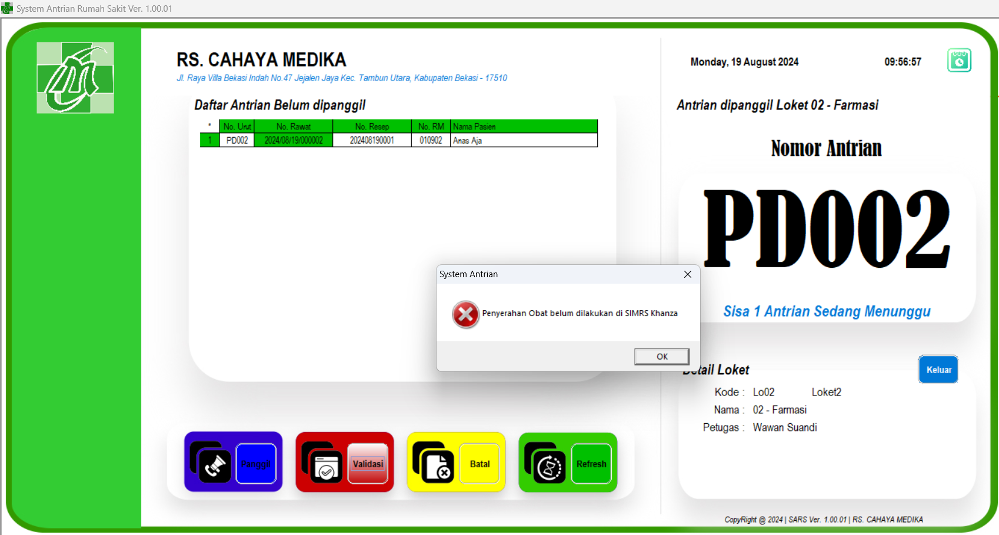 System Antrian Rumah Sakit Ver. 1.00.01
RS. CAHAYA MEDIKA
Jl. Raya Villa Bekasi Indah No.47 Jejalen Jaya Kec. Tambun Utara, Kabupaten Bekasi - 17510
Monday, 19 August 2024
09:56:57
Daftar Antrian Belum dipanggil
* No. Urut No. Rawat No. Resep No. RM Nama Pasien
1 PD002 2024/08/19/000002 202408190001 010902 Anas Aja
Antrian dipanggil Loket 02 - Farmasi
Nomor Antrian
PD002
Sisa 1 Antrian Sedang Menunggu
System Antrian
Penyerahan Obat belum dilakukan di SIMRS Khanza
OK
Detail Loket
Keluar
Kode : Lo02 Loket2
Nama : 02 - Farmasi
Petugas : Wawan Suandi
Panggil
Validasi
Batal
Refresh
CopyRight @ 2024 | SARS Ver. 1.00.01 | RS. CAHAYA MEDIKA